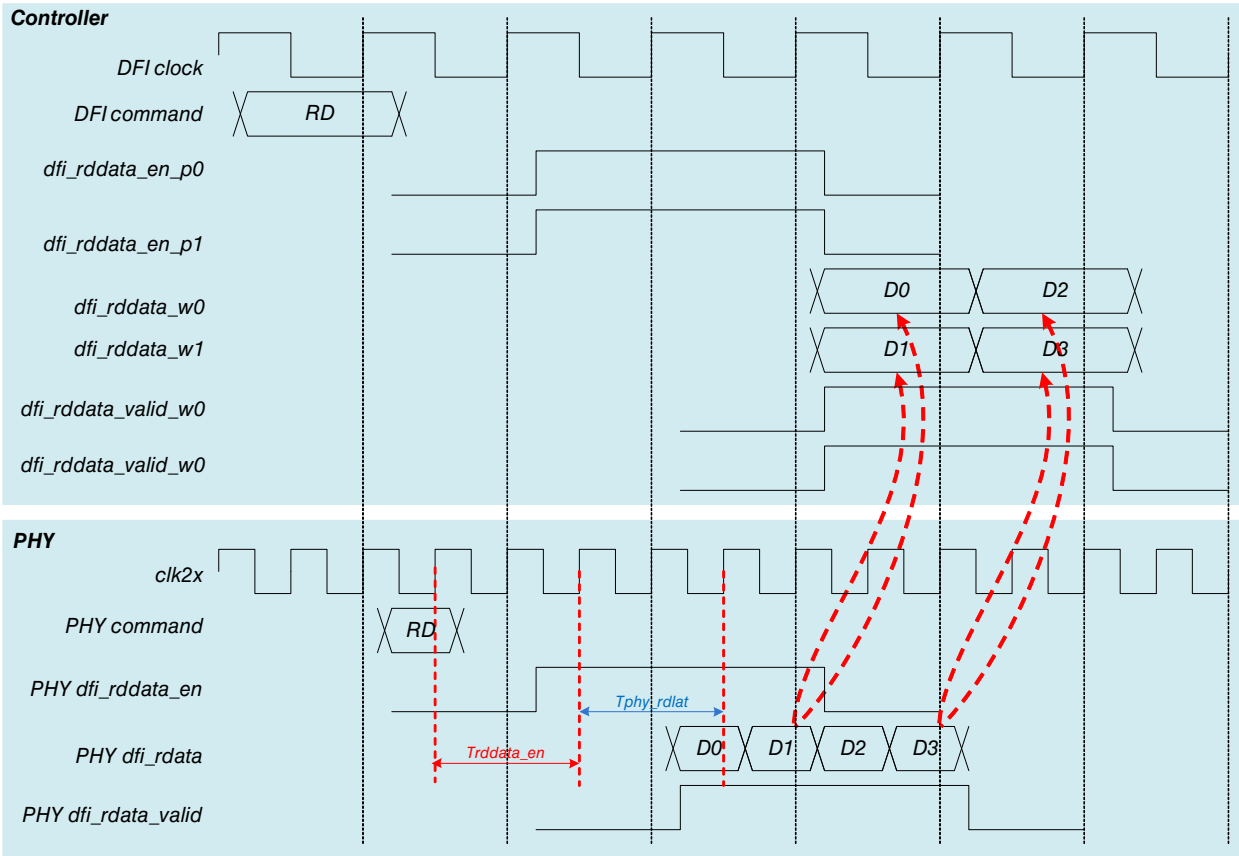 Controller
DFI clock
DFI command RD
dfi_rddata_en_p0
dfi_rddata_en_p1
dfi_rddata_w0 D0 D2
dfi_rddata_w1 D1 D3
dfi_rddata_valid_w0
dfi_rddata_valid_w0
PHY
clk2x
PHY command RD
PHY dfi_rddata_en
Tphy_rdlat
PHY dfi_rdata D0 D1 D2 D3
Trddata_en
PHY dfi_rdata_valid